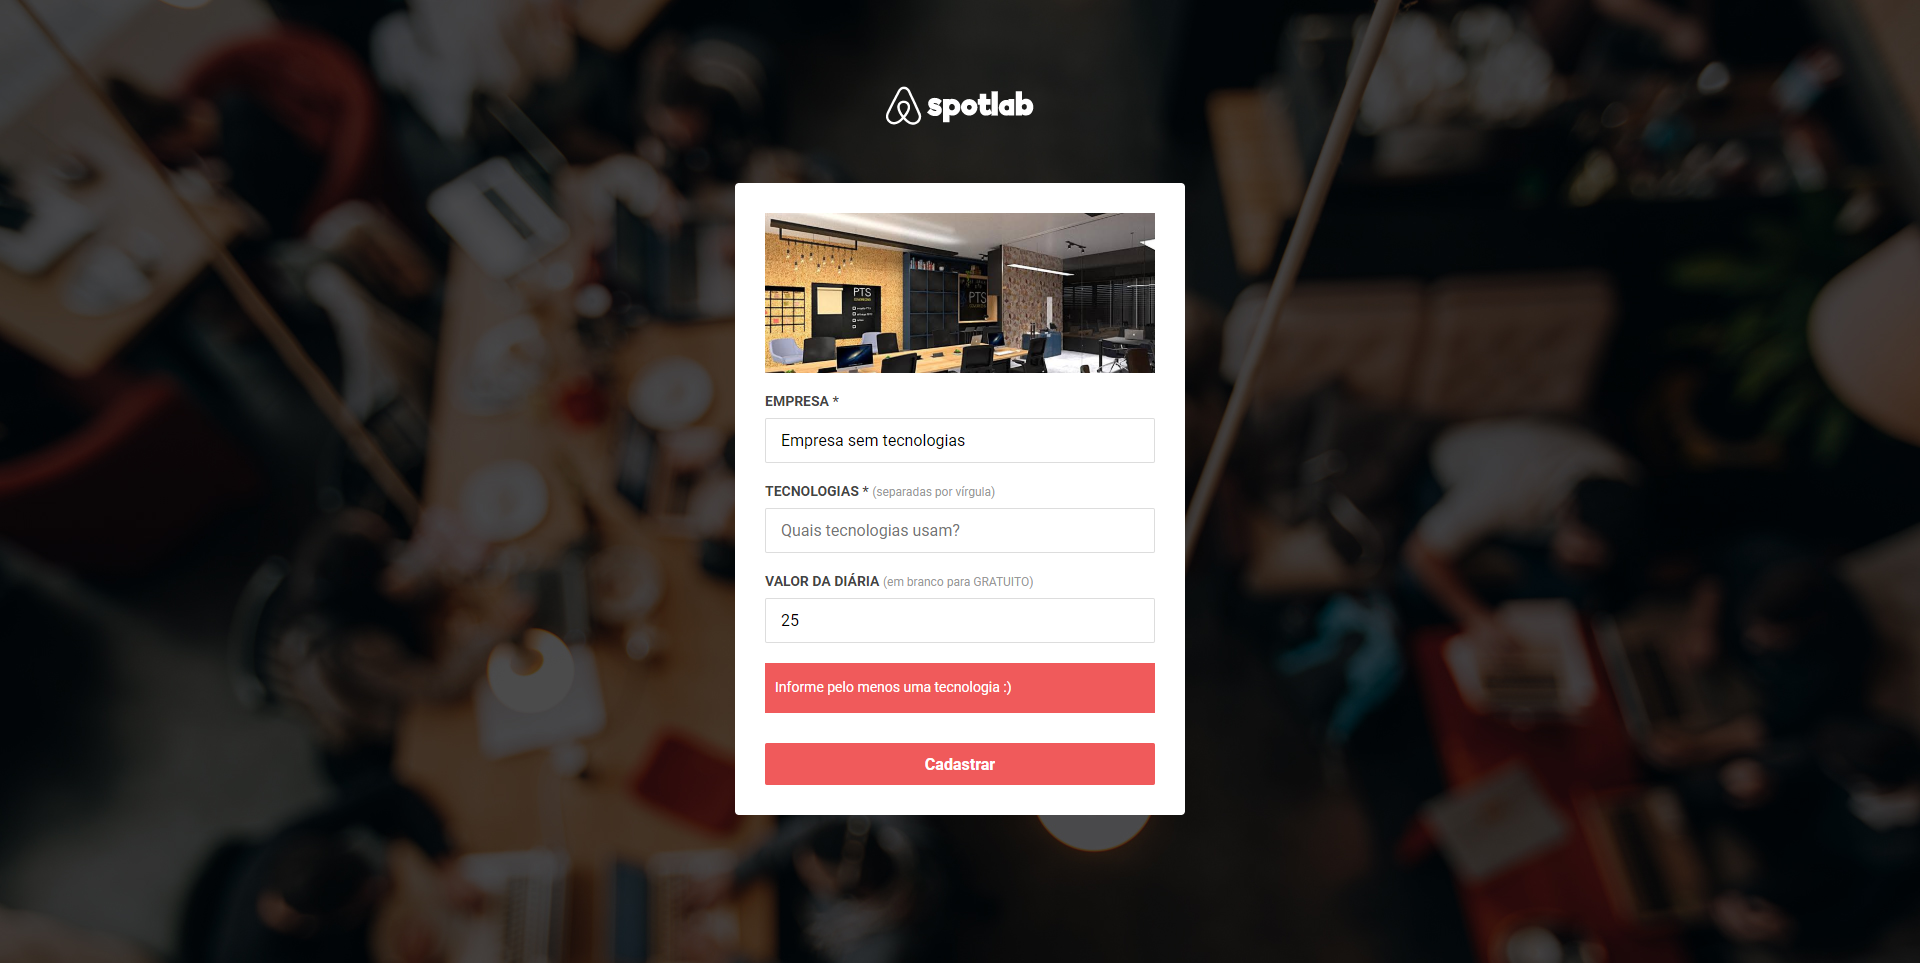 spotlab
PTS
PTS
EMPRESA *
Empresa sem tecnologias
TECNOLOGIAS * (separadas por vírgula)
Quais tecnologias usam?
VALOR DA DIÁRIA (em branco para GRATUITO)
25
Informe pelo menos uma tecnologia :)
Cadastrar